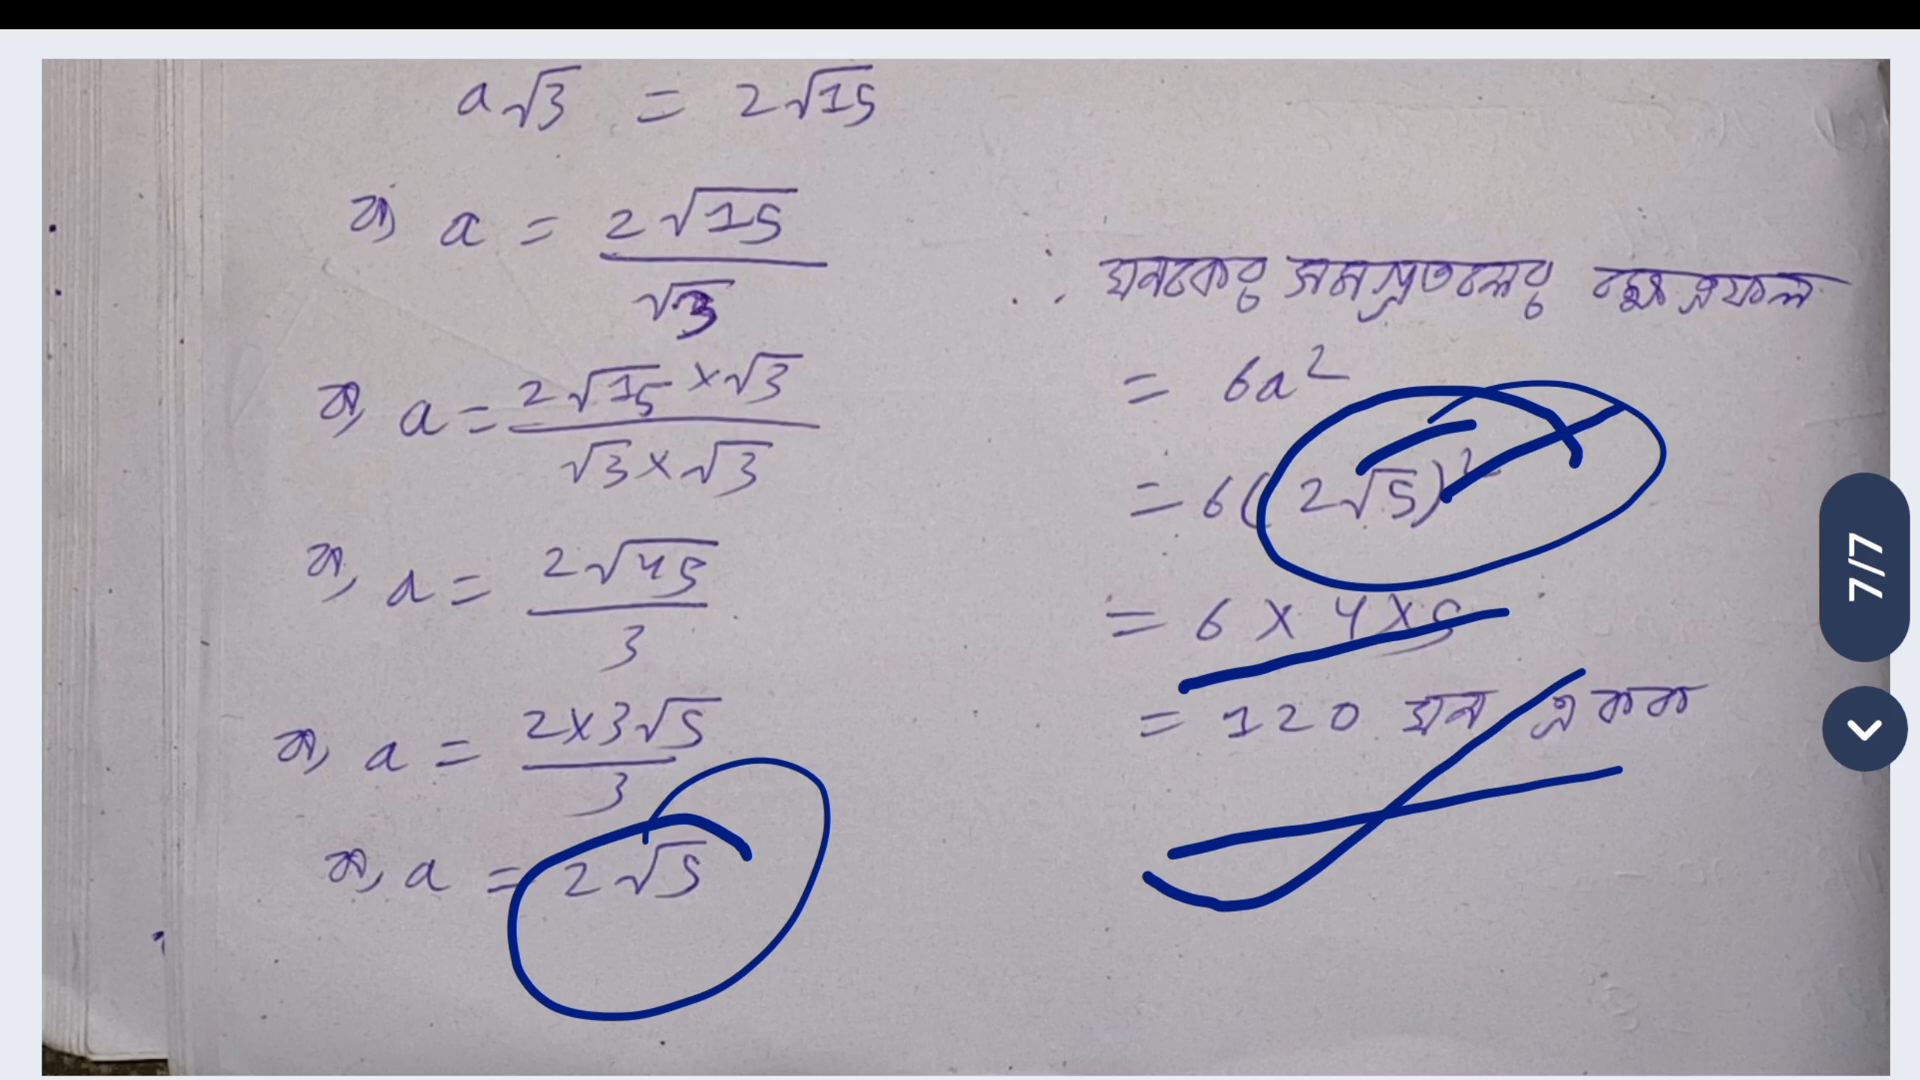 a√3 = 2√15
বা, a = 2√15 / √3
বা, a = 2√15 × √3 / √3 × √3
বা, a = 2√45 / 3
বা, a = 2×3√5 / 3
বা, a = 2√5
∴ ঘনকের সমগ্রতলের ক্ষেত্রফল
= 6a²
= 6(2√5)²
= 6 × 4 × 5
= 120 ঘন একক
7/7